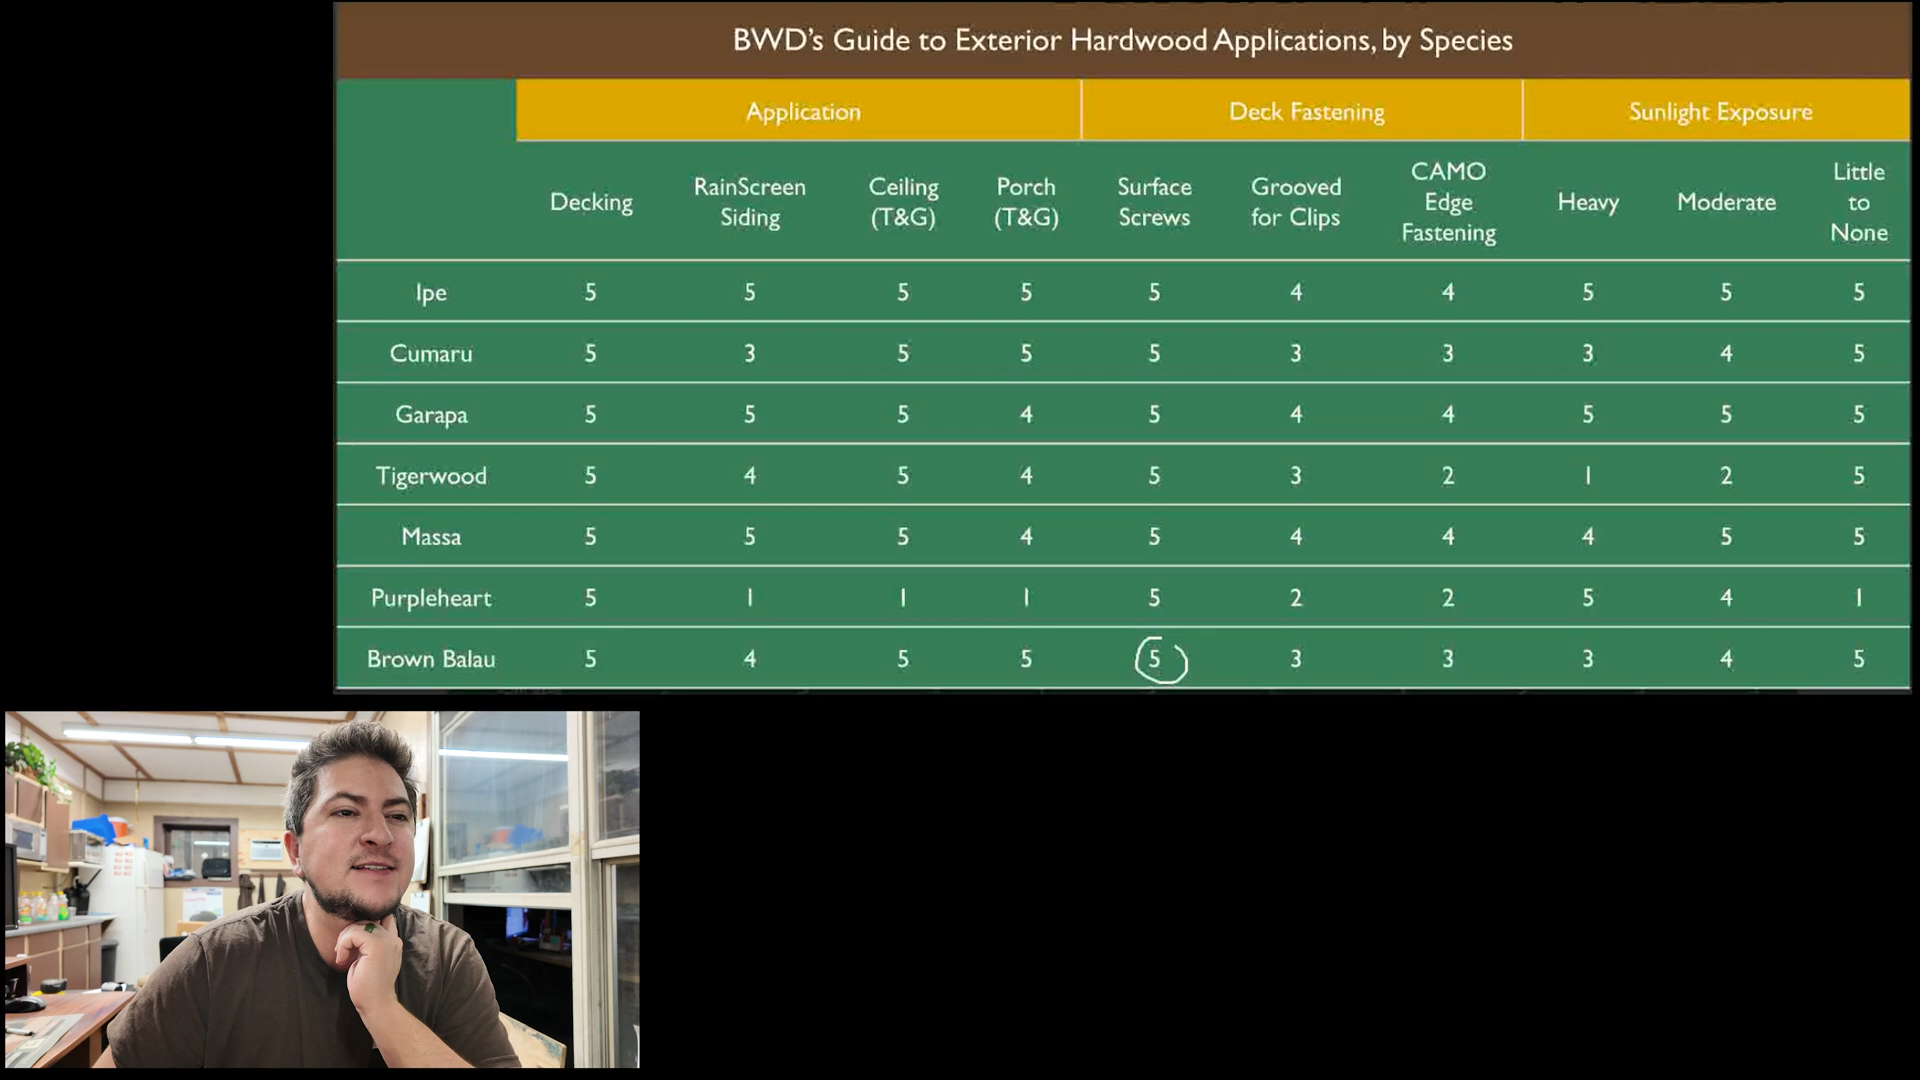 BWD's Guide to Exterior Hardwood Applications, by Species
Application Deck Fastening Sunlight Exposure
Decking RainScreen Siding Ceiling (T&G) Porch (T&G) Surface Screws Grooved for Clips CAMO Edge Fastening Heavy Moderate Little to None
Ipe 5 5 5 5 5 4 4 5 5 5
Cumaru 5 3 5 5 5 3 3 3 4 5
Garapa 5 5 5 4 5 4 4 5 5 5
Tigerwood 5 4 5 4 5 3 2 1 2 5
Massa 5 5 5 4 5 4 4 4 5 5
Purpleheart 5 1 1 1 5 2 2 5 4 1
Brown Balau 5 4 5 5 5 3 3 3 4 5